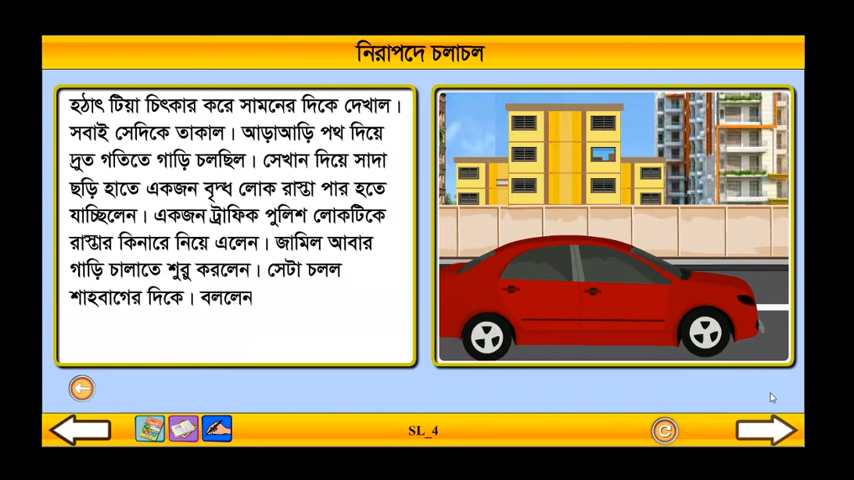 নিরাপদে চলাচল
হঠাৎ টিয়া চিৎকার করে সামনের দিকে দেখাল।
সবাই সেদিকে তাকাল। আড়াআড়ি পথ দিয়ে
দ্রুত গতিতে গাড়ি চলছিল। সেখান দিয়ে সাদা
ছড়ি হাতে একজন বৃদ্ধ লোক রাস্তা পার হতে
যাচ্ছিলেন। একজন ট্রাফিক পুলিশ লোকটিকে
রাস্তার কিনারে নিয়ে এলেন। জামিল আবার
গাড়ি চালাতে শুরু করলেন। সেটা চলল
শাহবাগের দিকে। বললেন
SL_4